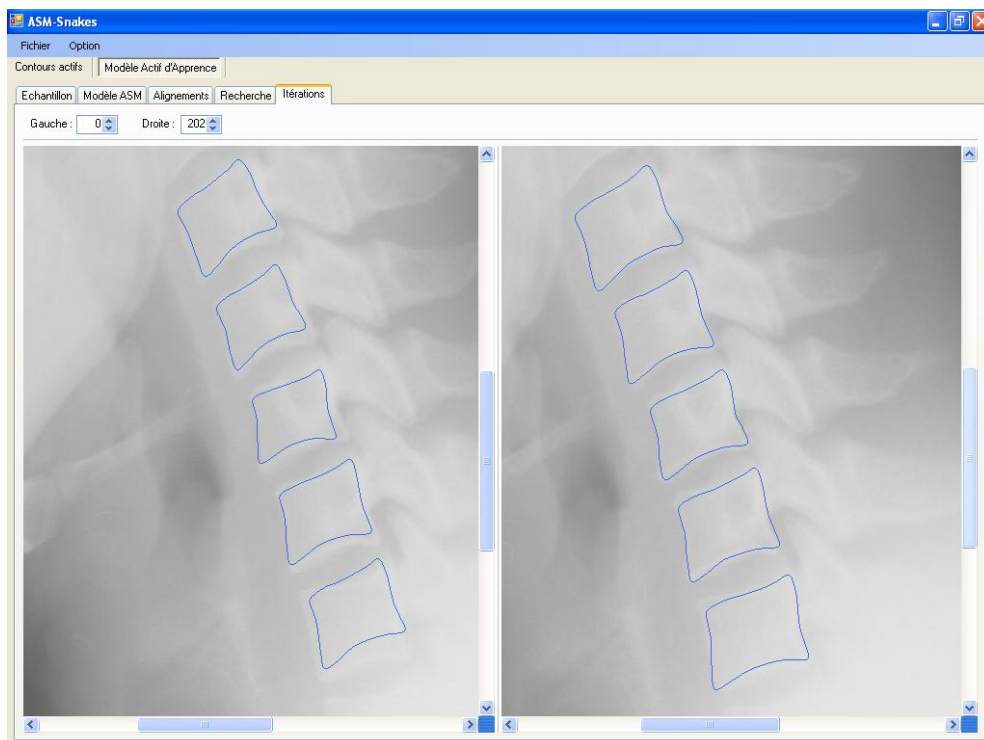 ASM-Snakes
Fichier Option
Contours actifs Modèle Actif d'Apprence
Echantillon Modèle ASM Alignements Recherche Itérations
Gauche : 0 Droite : 202